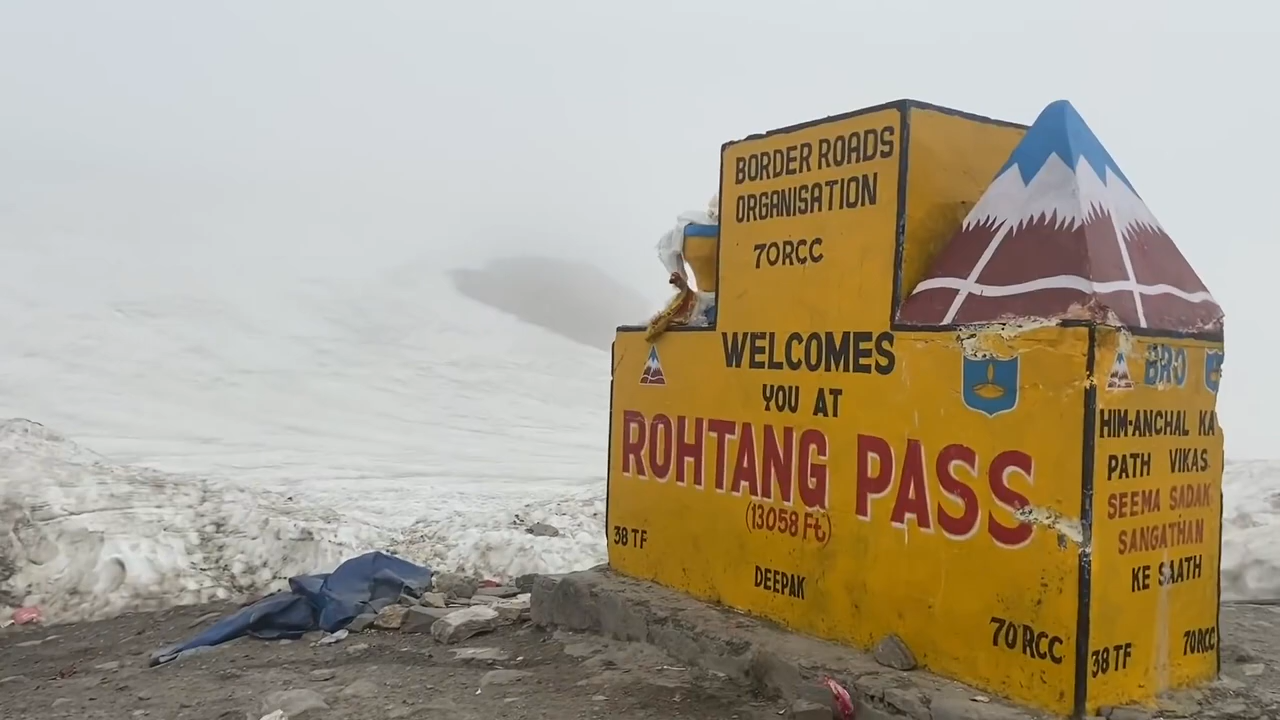 BORDER ROADS
ORGANISATION
70RCC
WELCOMES
YOU AT
ROHTANG PASS
(13058 Ft)
38 TF
DEEPAK
70 RCC
BRO
HIM-ANCHAL KA
PATH VIKAS
SEEMA SADAK
SANGATHAN
KE SAATH
38 TF
70RCC